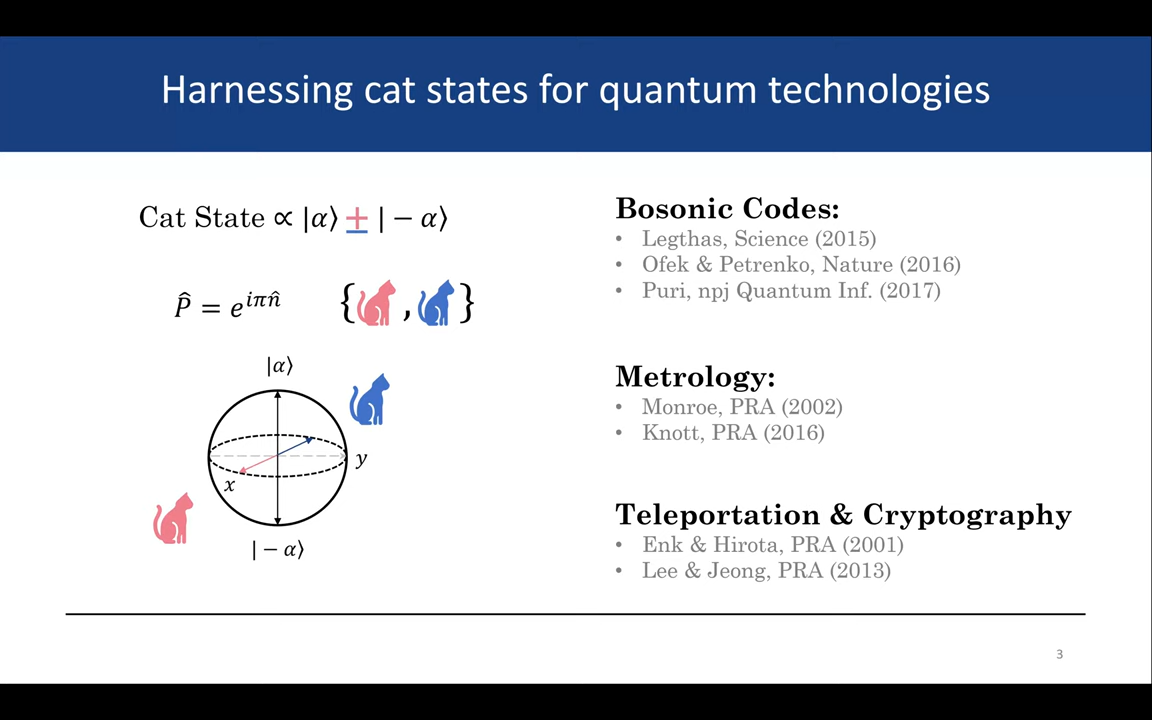 Harnessing cat states for quantum technologies
Cat State ∝ |α⟩ ± |− α⟩
P̂ = e^{iπn̂}
{ , }
|α⟩
y
x
|− α⟩
Bosonic Codes:
• Legthas, Science (2015)
• Ofek & Petrenko, Nature (2016)
• Puri, npj Quantum Inf. (2017)
Metrology:
• Monroe, PRA (2002)
• Knott, PRA (2016)
Teleportation & Cryptography
• Enk & Hirota, PRA (2001)
• Lee & Jeong, PRA (2013)
3